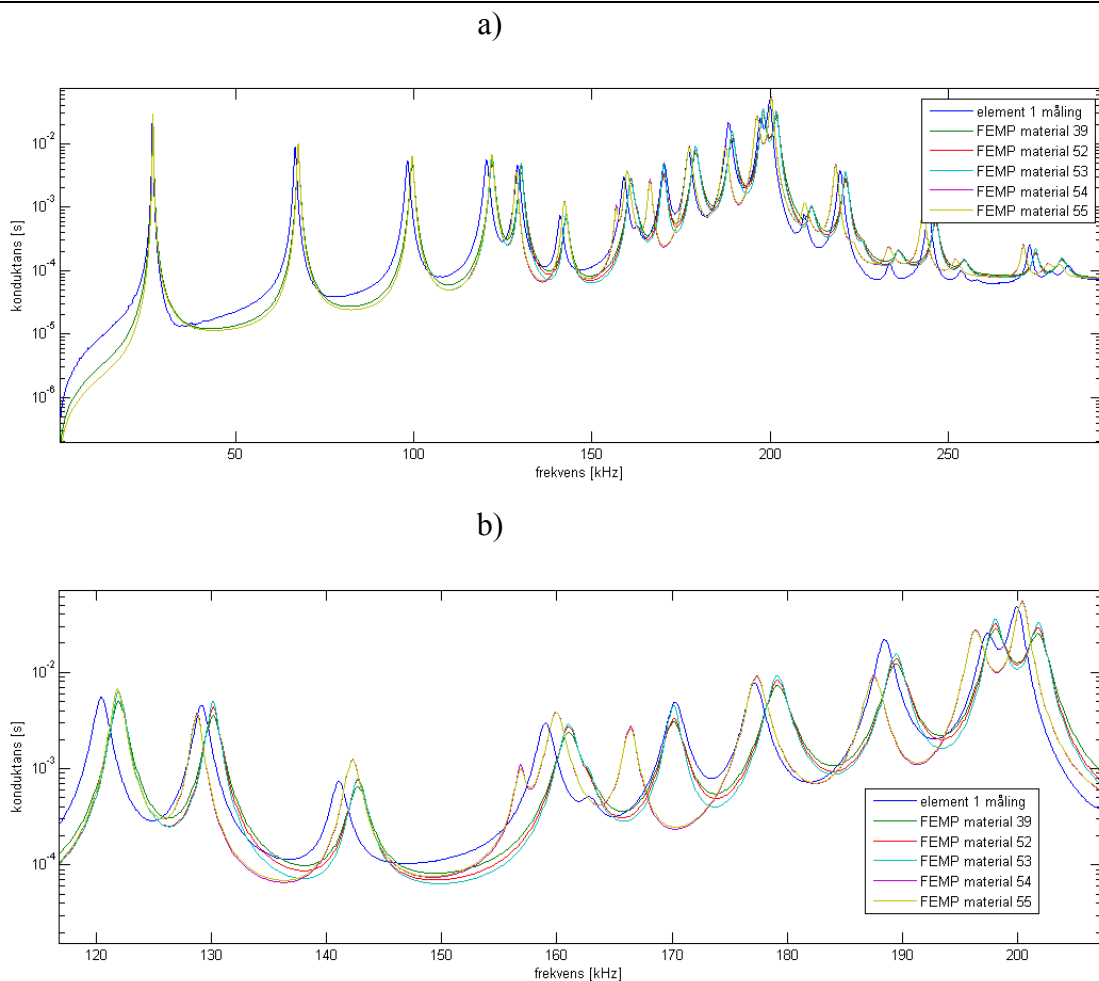 a)
10^-2
10^-3
10^-4
10^-5
10^-6
konduktans [s]
50
100
150
200
250
frekvens [kHz]
element 1 måling
FEMP material 39
FEMP material 52
FEMP material 53
FEMP material 54
FEMP material 55
b)
10^-2
10^-3
10^-4
konduktans [s]
120
130
140
150
160
170
180
190
200
frekvens [kHz]
element 1 måling
FEMP material 39
FEMP material 52
FEMP material 53
FEMP material 54
FEMP material 55